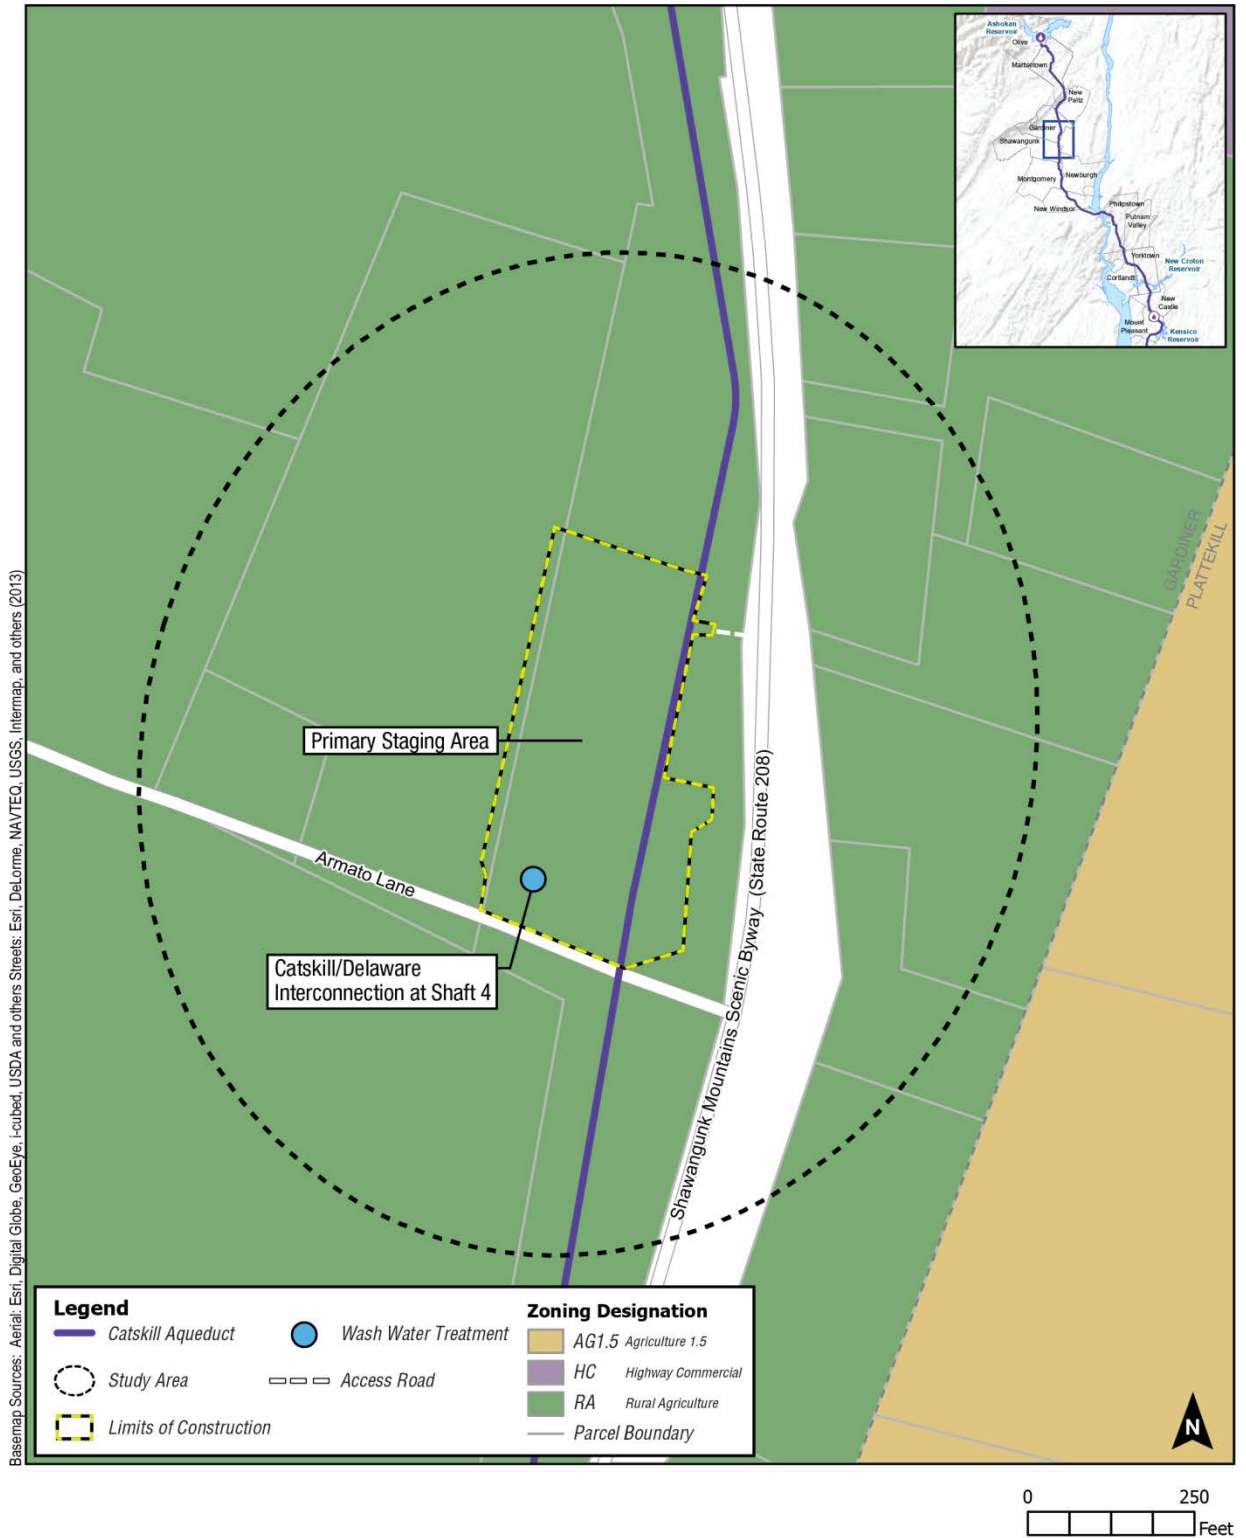 Ashokan
Reservoir
Olive
Marbletown
New
Paltz
Gardiner
Shawangunk
Montgomery
Newburgh
New Windsor
Philipstown
Putnam
Valley
Yorktown
New Croton
Reservoir
Cortlandt
New
Castle
Mount
Pleasant
Kensico
Reservoir
GARDINER
PLATTEKILL
Primary Staging Area
Armato Lane
Catskill/Delaware
Interconnection at Shaft 4
Shawangunk Mountains Scenic Byway (State Route 208)
Basemap Sources: Aerial: Esri, Digital Globe, GeoEye, i-cubed, USDA and others Streets: Esri, DeLorme, NAVTEQ, USGS, Intermap, and others (2013)
Legend
Catskill Aqueduct
Study Area
Limits of Construction
Wash Water Treatment
Access Road
Zoning Designation
AG1.5 Agriculture 1.5
HC Highway Commercial
RA Rural Agriculture
Parcel Boundary
N
0 250
Feet